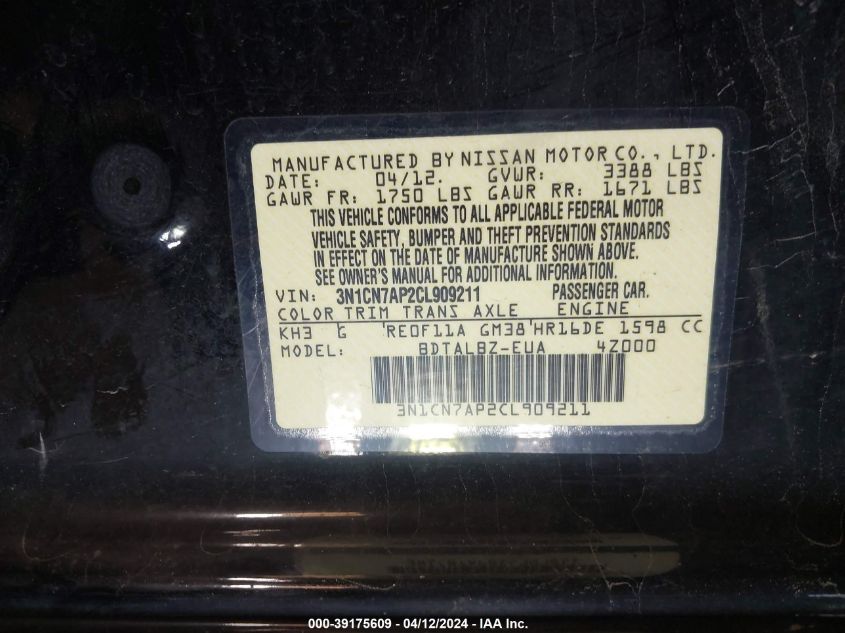 MANUFACTURED BY NISSAN MOTOR CO., LTD.
DATE: 04/12. GVWR: 3388 LBS
GAWR FR: 1750 LBS GAWR RR: 1671 LBS
THIS VEHICLE CONFORMS TO ALL APPLICABLE FEDERAL MOTOR
VEHICLE SAFETY, BUMPER AND THEFT PREVENTION STANDARDS
IN EFFECT ON THE DATE OF MANUFACTURE SHOWN ABOVE.
SEE OWNER'S MANUAL FOR ADDITIONAL INFORMATION.
VIN: 3N1CN7AP2CL909211 PASSENGER CAR.
COLOR TRIM TRANS AXLE ENGINE
KH3 G RE0F11A GM38 HR16DE 1598 CC
MODEL: BDTALBZ-EUA 4Z000
3N1CN7AP2CL909211
000-39175609 - 04/12/2024 - IAA Inc.